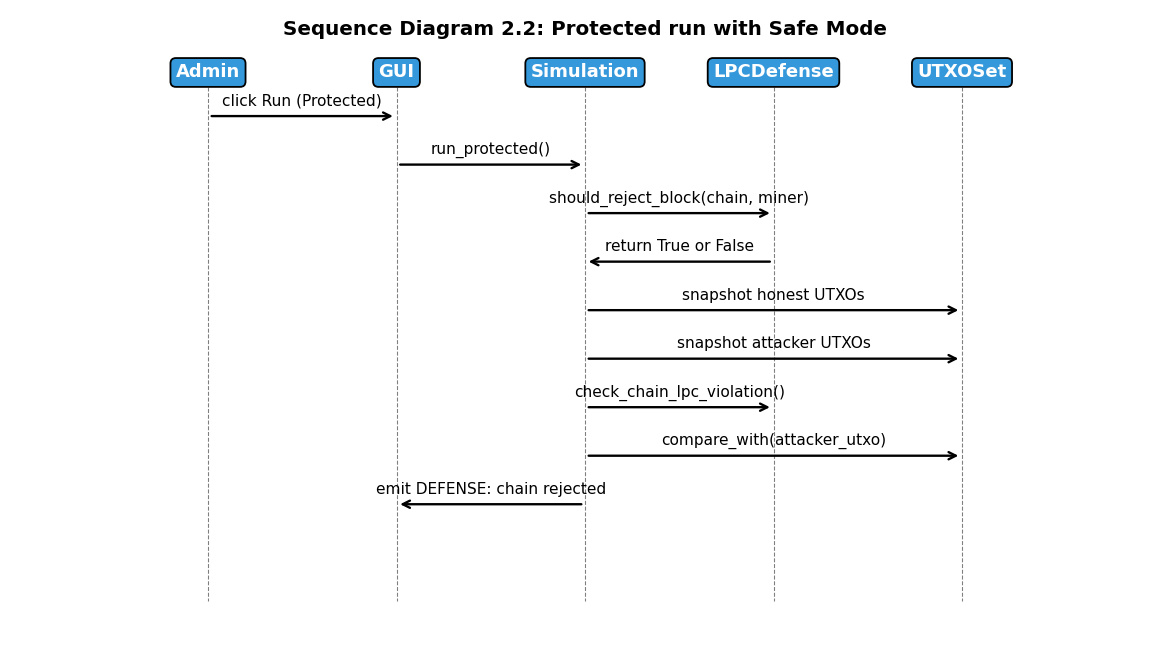 Sequence Diagram 2.2: Protected run with Safe Mode
Admin
GUI
Simulation
LPCDefense
UTXOSet
click Run (Protected)
run_protected()
should_reject_block(chain, miner)
return True or False
snapshot honest UTXOs
snapshot attacker UTXOs
check_chain_lpc_violation()
compare_with(attacker_utxo)
emit DEFENSE: chain rejected